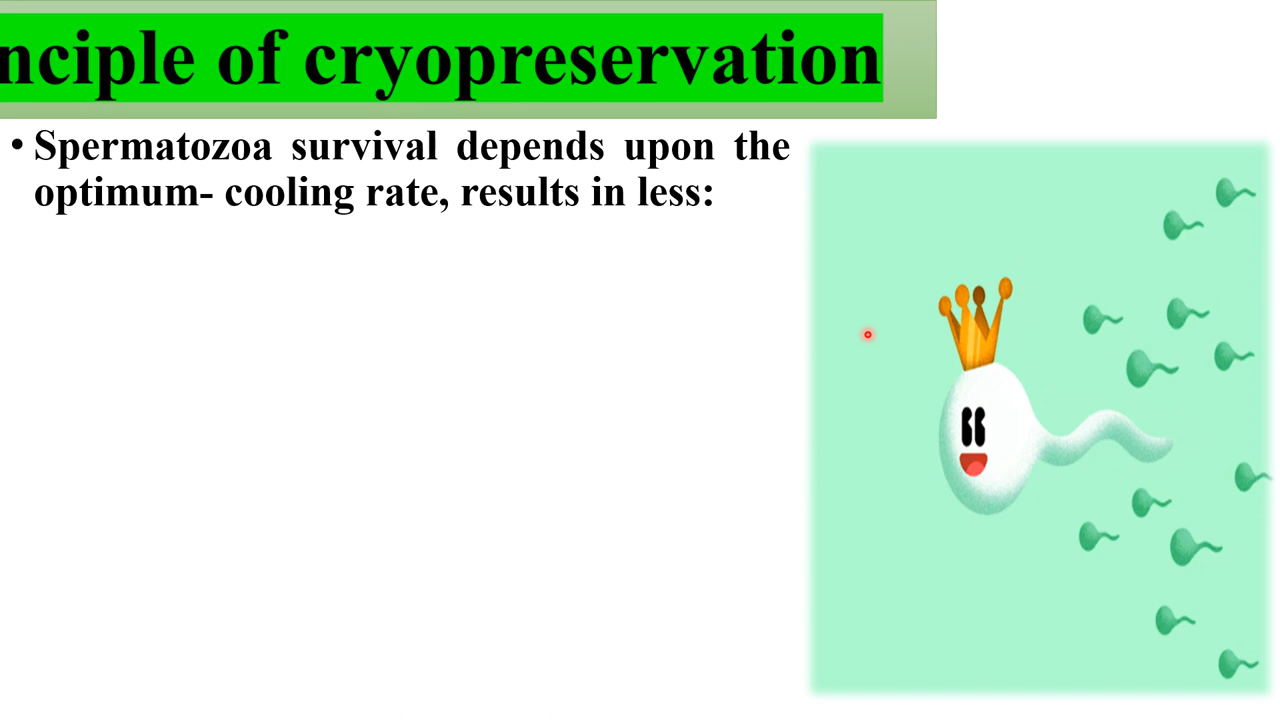 nciple of cryopreservation
• Spermatozoa survival depends upon the
optimum- cooling rate, results in less: